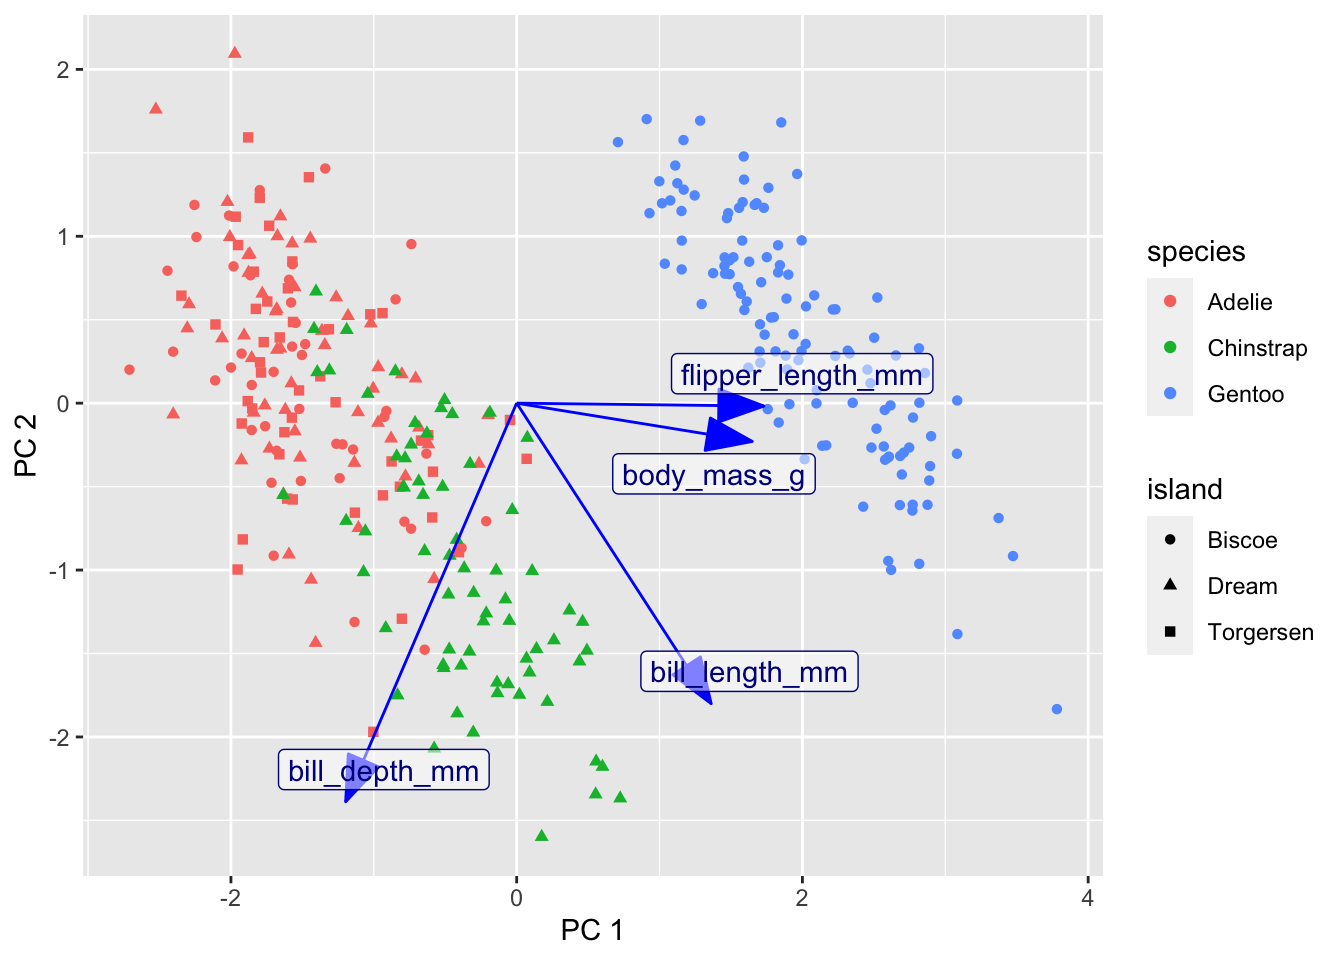 2
1
0
-1
-2
PC 2
flipper_length_mm
body_mass_g
bill_length_mm
bill_depth_mm
-2
0
2
4
PC 1
species
Adelie
Chinstrap
Gentoo
island
Biscoe
Dream
Torgersen